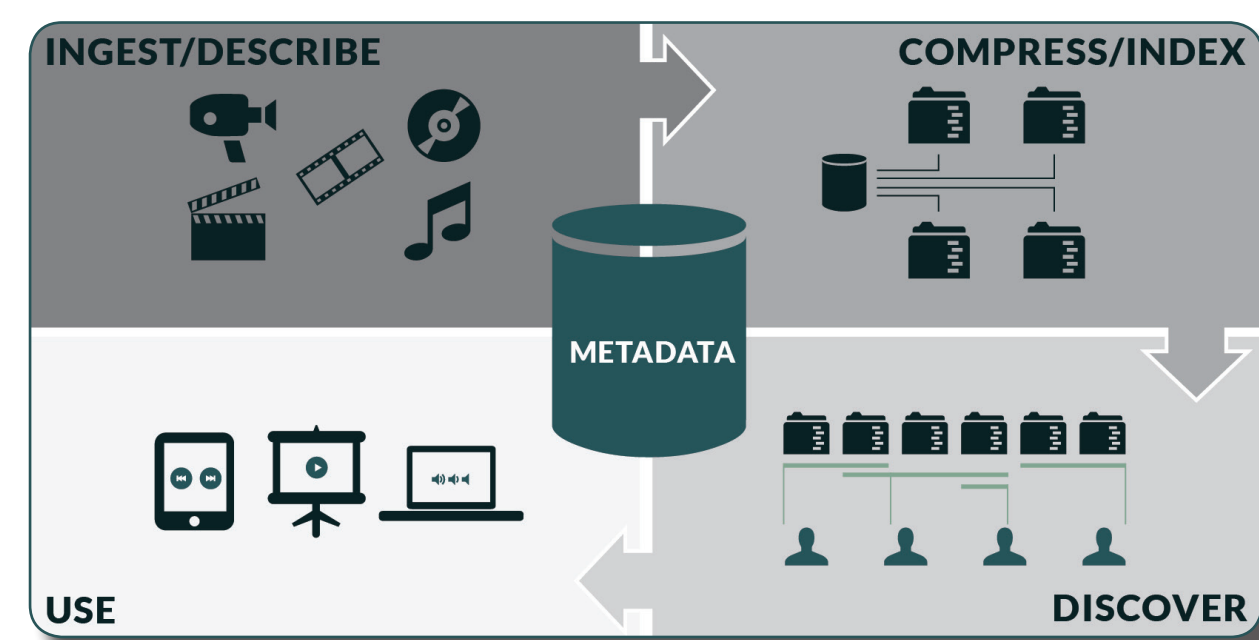 INGEST/DESCRIBE
COMPRESS/INDEX
METADATA
USE
DISCOVER